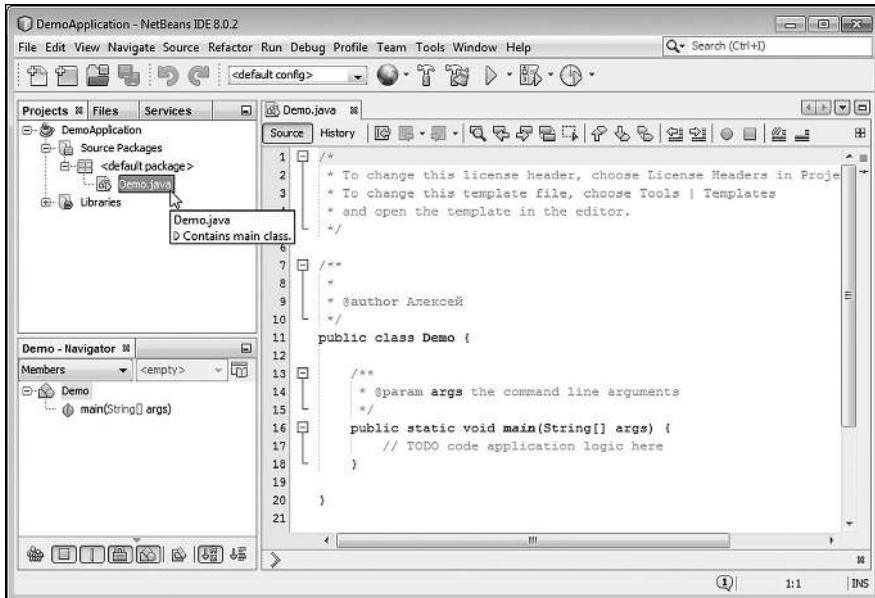 DemoApplication - NetBeans IDE 8.0.2
File Edit View Navigate Source Refactor Run Debug Profile Team Tools Window Help
Search (Ctrl+I)
<default config>
Projects Files Services
DemoApplication
Source Packages
<default package>
Demo.java
Libraries
Demo.java
Contains main class.
Demo - Navigator
Members
<empty>
Demo
main(String[] args)
Demo.java
Source History
1 /*
2 * To change this license header, choose License Headers in Proje
3 * To change this template file, choose Tools | Templates
* and open the template in the editor.
*/
6
7 /**
8 *
9 * @author Алексей
10 */
11 public class Demo {
12
13 /**
14 * @param args the command line arguments
15 */
16 public static void main(String[] args) {
17 // TODO code application logic here
18 }
19
20 }
21
1
1:1
INS